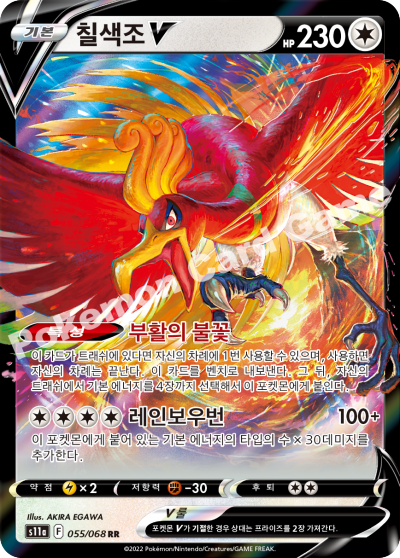 기본 칠색조 V HP 230
Pokémon Card Game
특성 부활의 불꽃
이 카드가 트래쉬에 있다면 자신의 차례에 1번 사용할 수 있으며, 사용하면
자신의 차례는 끝난다. 이 카드를 벤치로 내보낸다. 그 뒤, 자신의
트래쉬에서 기본 에너지를 4장까지 선택해서 이 포켓몬에게 붙인다.
레인보우번 100+
이 포켓몬에게 붙어 있는 기본 에너지의 타입의 수 × 30데미지를
추가한다.
약점 ×2 저항력 -30 후퇴
Illus. AKIRA EGAWA
V룰
s11a F 055/068 RR
포켓몬 V가 기절한 경우 상대는 프라이즈를 2장 가져간다.
©2022 Pokémon/Nintendo/Creatures/GAME FREAK.